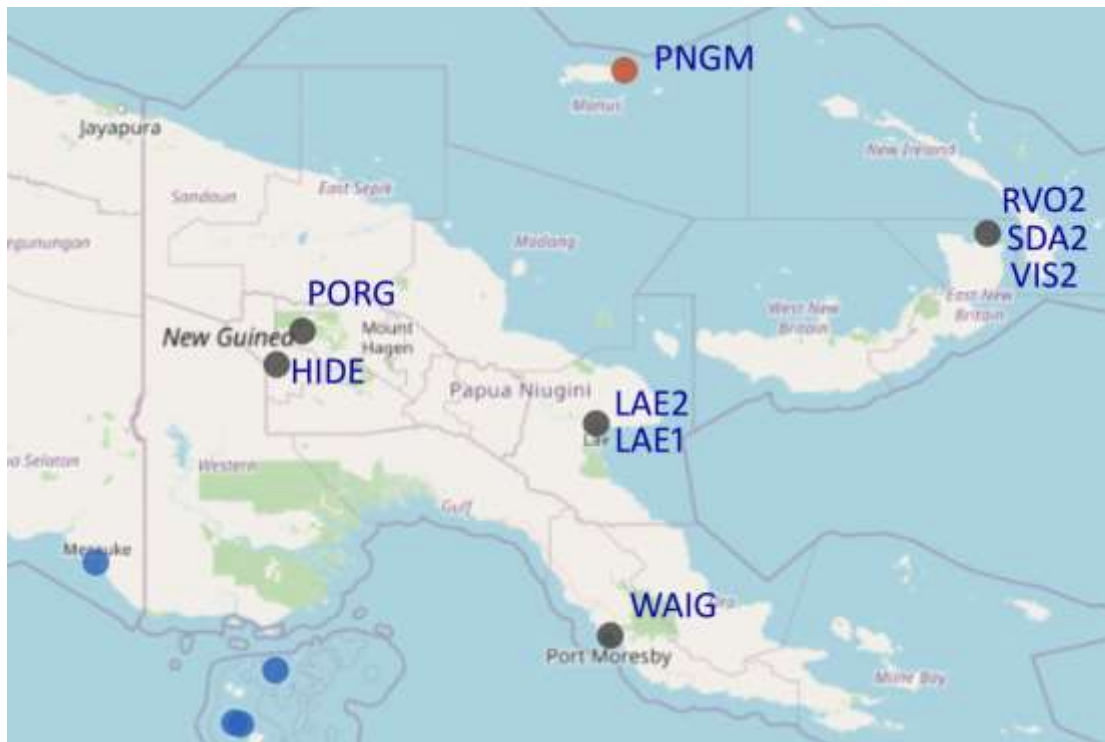 PNGM
Manus
Jayapura
New Ireland
Sandaun
East Sepik
RVO2
SDA2
VIS2
Madang
PORG
New Guinea
Mount
Hagen
West New
Britain
East New
Britain
HIDE
Papua Niugini
LAE2
LAE1
Western
Gulf
WAIG
Port Moresby
Milne Bay